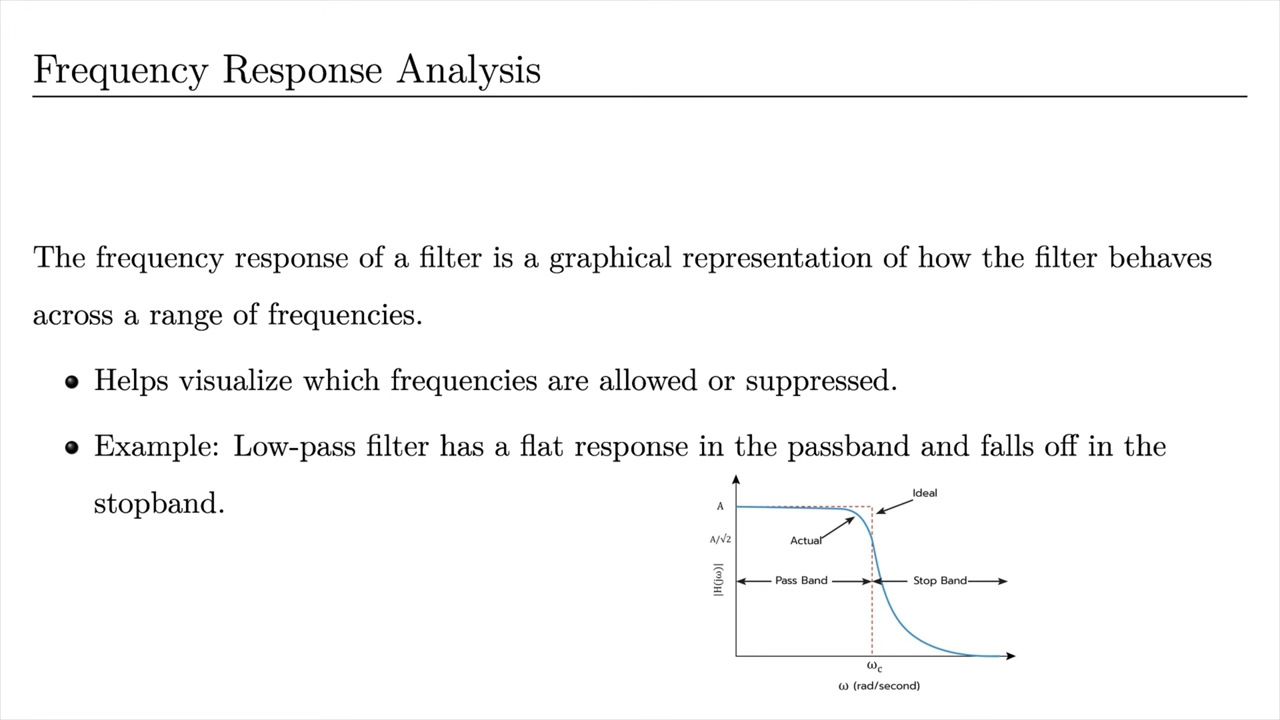 Frequency Response Analysis
The frequency response of a filter is a graphical representation of how the filter behaves
across a range of frequencies.
Helps visualize which frequencies are allowed or suppressed.
Example: Low-pass filter has a flat response in the passband and falls off in the
stopband.
Ideal
A
A/√2
Actual
|H(jω)|
Pass Band
Stop Band
ωc
ω (rad/second)